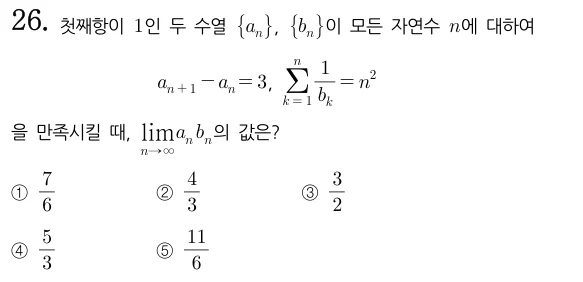 26. 첫째항이 1인 두 수열 {aₙ}, {bₙ}이 모든 자연수 n에 대하여
aₙ₊₁ − aₙ = 3, ∑ₖ₌₁ⁿ 1/bₖ = n²
을 만족시킬 때, lim(n→∞) aₙbₙ의 값은?
① 7/6 ② 4/3 ③ 3/2
④ 5/3 ⑤ 11/6